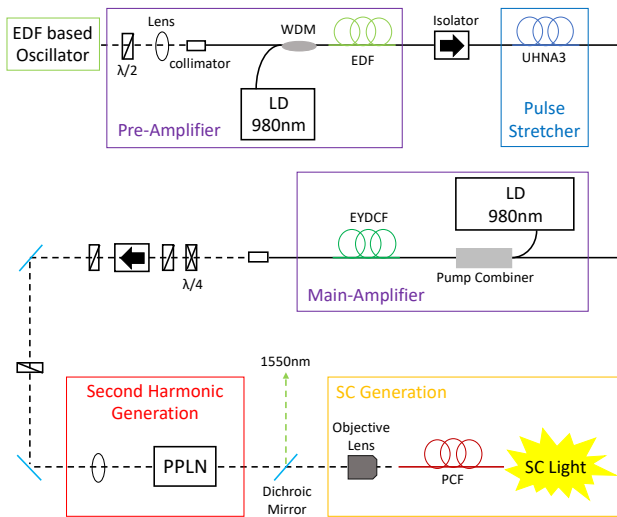 EDF based
Oscillator
Lens
λ/2
collimator
WDM
EDF
LD
980nm
Pre-Amplifier
Isolator
UHNA3
Pulse
Stretcher
LD
980nm
EYDCF
Pump Combiner
Main-Amplifier
λ/4
1550nm
Second Harmonic
Generation
PPLN
Dichroic
Mirror
SC Generation
Objective
Lens
PCF
SC Light